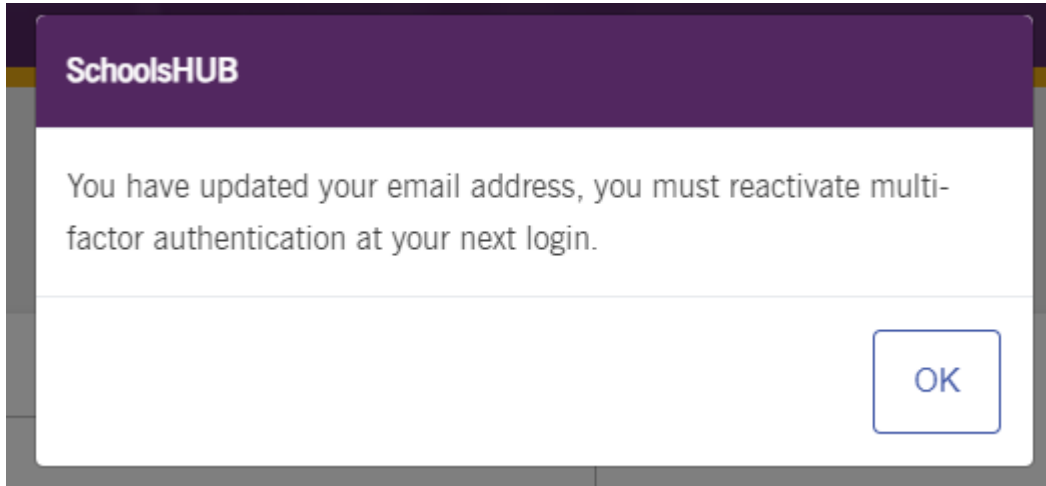 SchoolsHUB
You have updated your email address, you must reactivate multi-
factor authentication at your next login.
OK